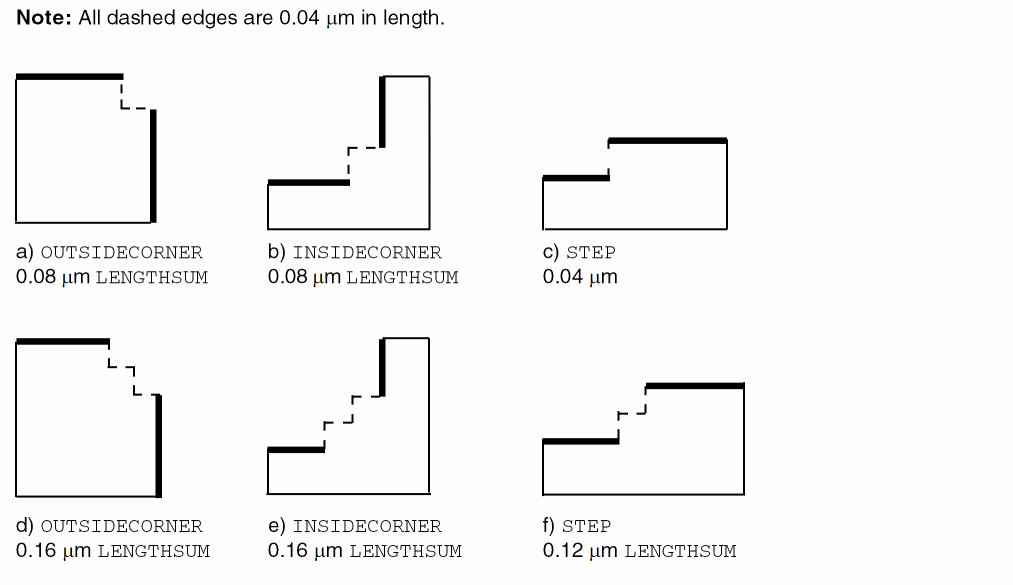 Note: All dashed edges are 0.04 μm in length.
a) OUTSIDECORNER
0.08 μm LENGTHSUM
b) INSIDECORNER
0.08 μm LENGTHSUM
c) STEP
0.04 μm
d) OUTSIDECORNER
0.16 μm LENGTHSUM
e) INSIDECORNER
0.16 μm LENGTHSUM
f) STEP
0.12 μm LENGTHSUM